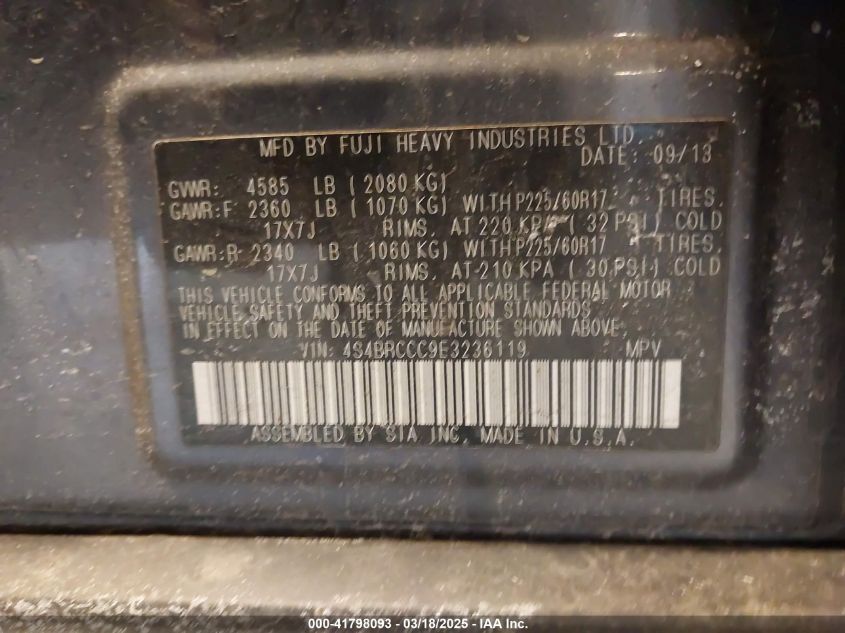 MFD BY FUJI HEAVY INDUSTRIES LTD.
DATE: 09/13
GVWR: 4585 LB ( 2080 KG)
GAWR:F 2360 LB ( 1070 KG) WITH P225/60R17 TIRES.
17X7J RIMS. AT 220 KPA ( 32 PSI) COLD
GAWR:R 2340 LB ( 1060 KG) WITH P225/60R17 TIRES.
17X7J RIMS. AT 210 KPA ( 30 PSI) COLD
THIS VEHICLE CONFORMS TO ALL APPLICABLE FEDERAL MOTOR
VEHICLE SAFETY AND THEFT PREVENTION STANDARDS
IN EFFECT ON THE DATE OF MANUFACTURE SHOWN ABOVE
VIN: 4S4BRCCC9E3236119 MPV
ASSEMBLED BY SIA INC. MADE IN U.S.A.
000-41798093 — 03/18/2025 — IAA Inc.